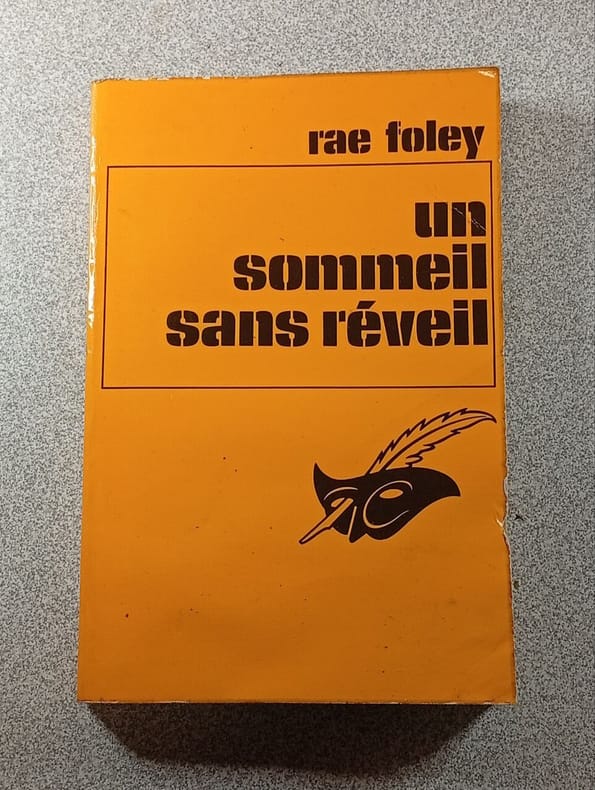 rae foley
un
sommeil
sans réveil